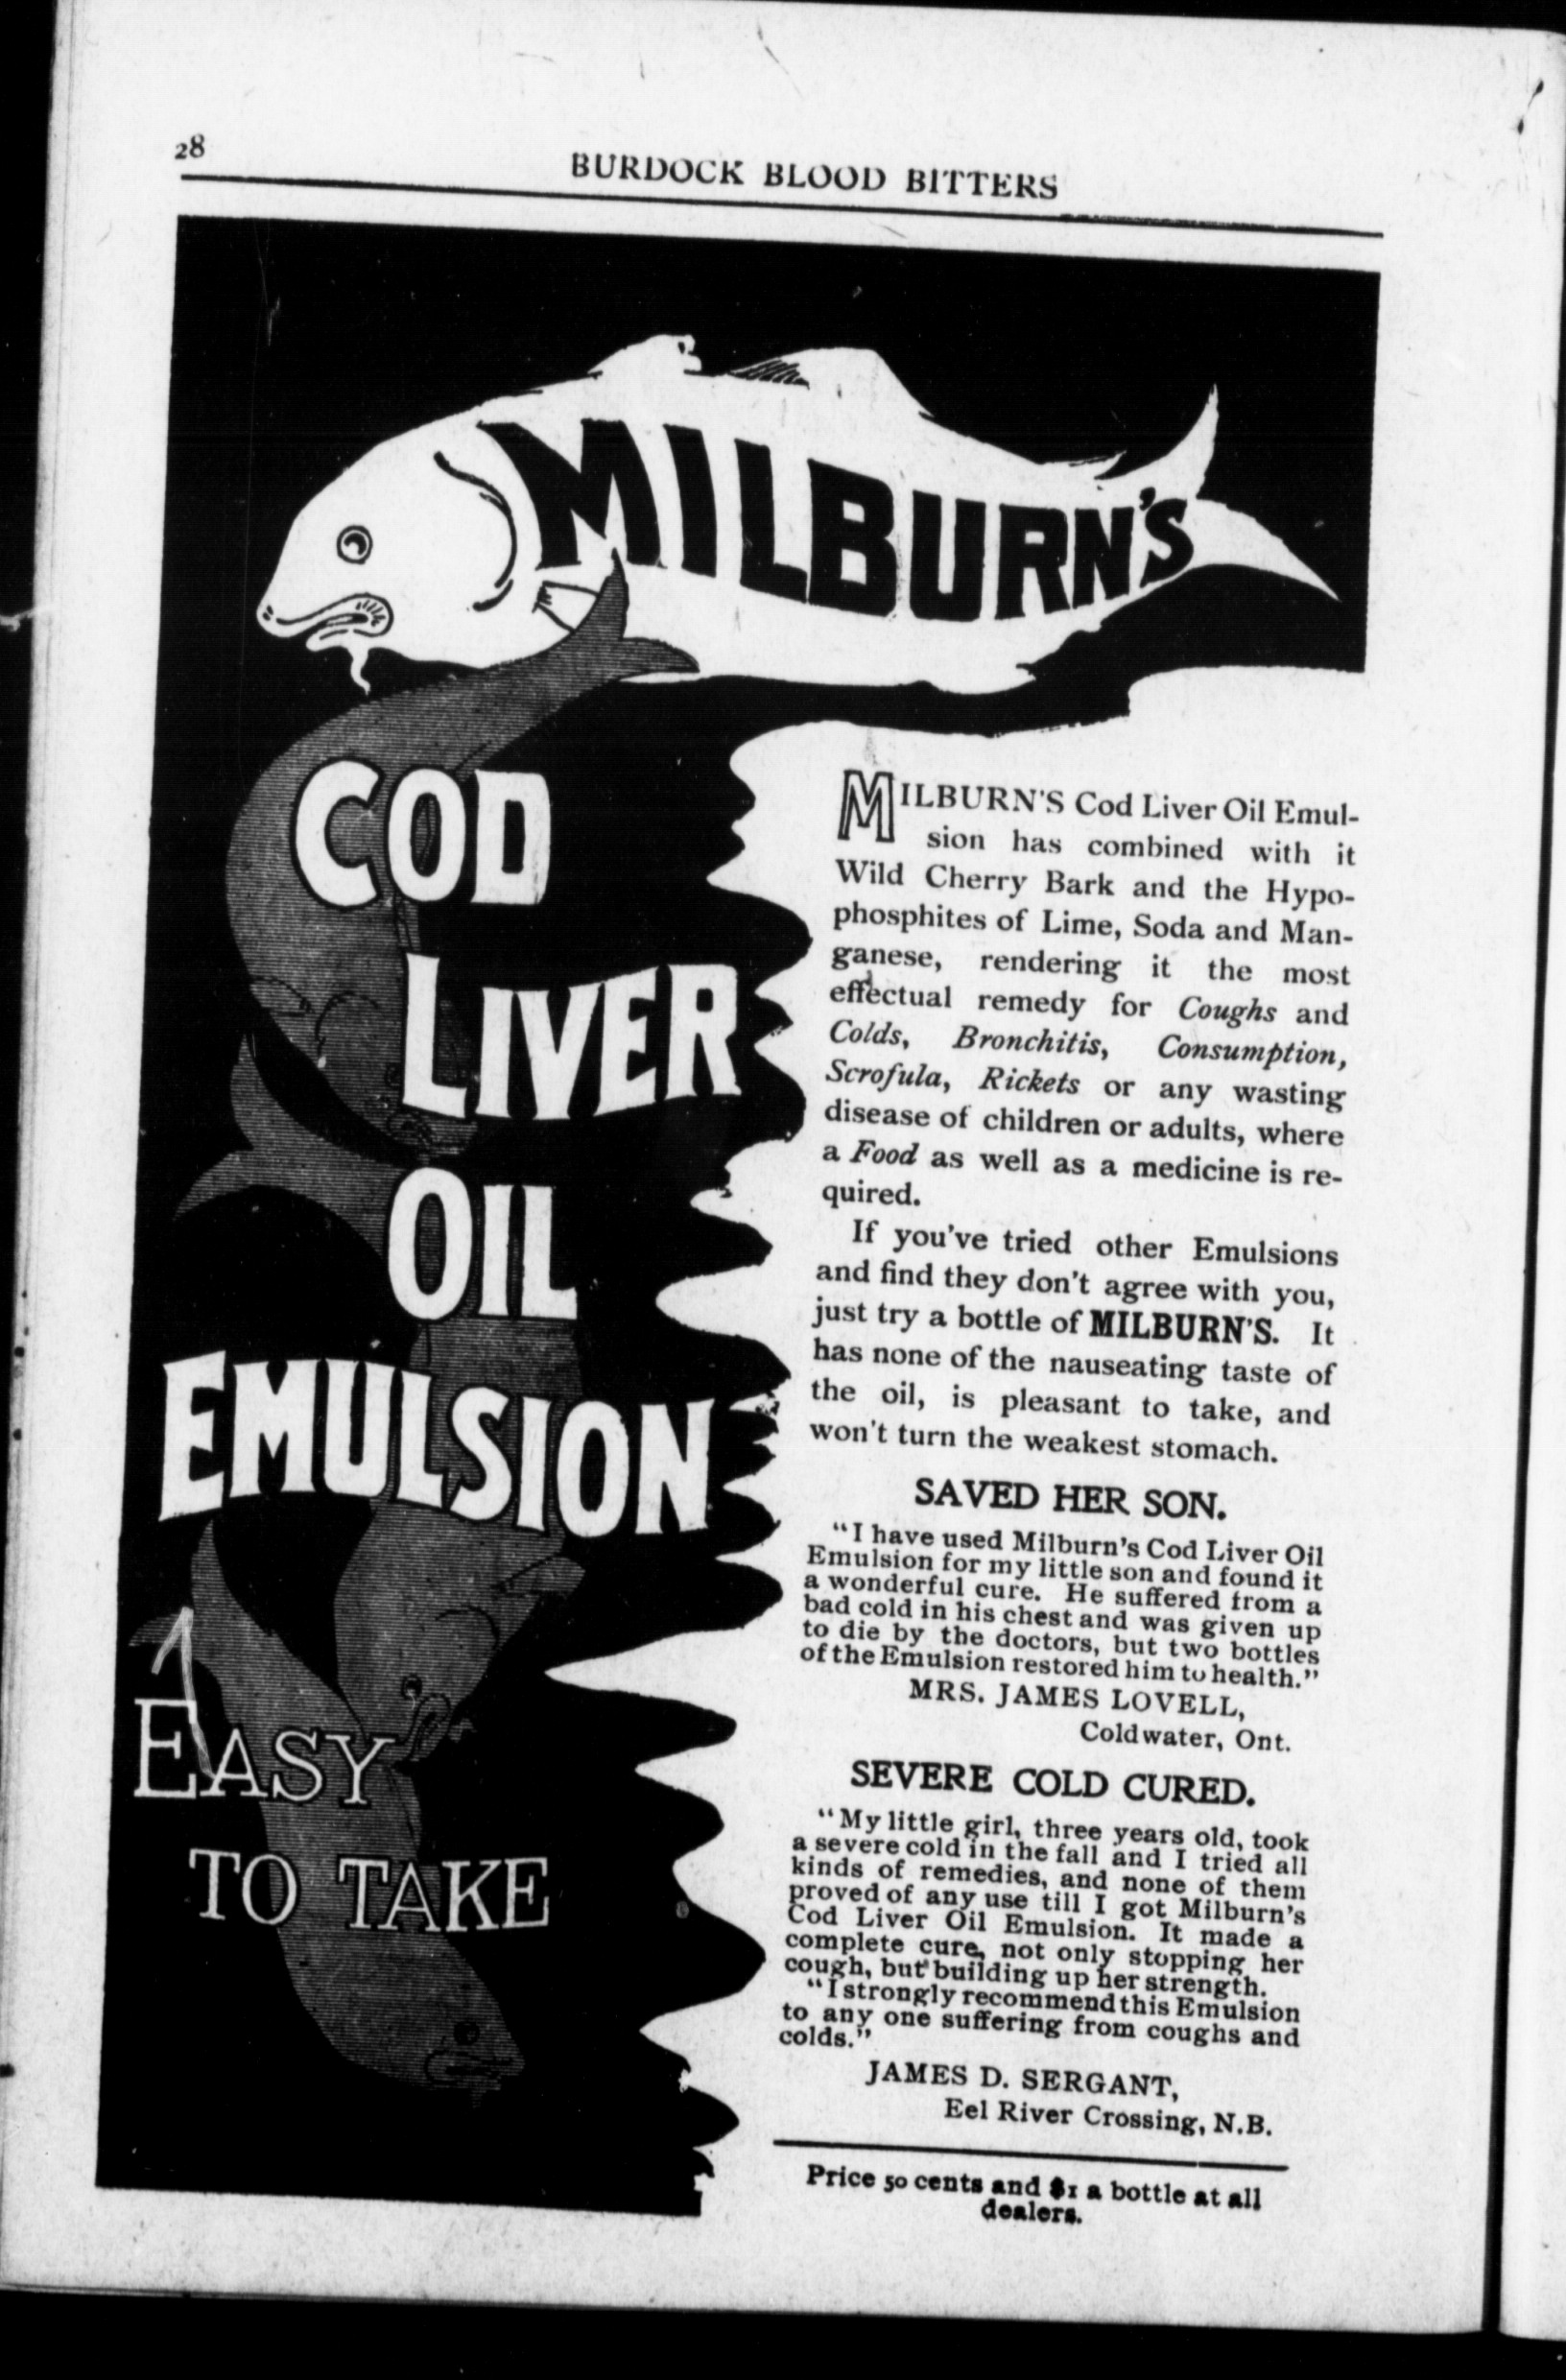 28
BURDOCK BLOOD BITTERS
MILBURN'S
COD
LIVER
OIL
EMULSION
EASY
TO TAKE
MILBURN'S Cod Liver Oil Emul-
sion has combined with it
Wild Cherry Bark and the Hypo-
phosphites of Lime, Soda and Man-
ganese, rendering it the most
effectual remedy for Coughs and
Colds, Bronchitis, Consumption,
Scrofula, Rickets or any wasting
disease of children or adults, where
a Food as well as a medicine is re-
quired.
If you've tried other Emulsions
and find they don't agree with you,
just try a bottle of MILBURN'S. It
has none of the nauseating taste of
the oil, is pleasant to take, and
won't turn the weakest stomach.
SAVED HER SON.
"I have used Milburn's Cod Liver Oil
Emulsion for my little son and found it
a wonderful cure. He suffered from a
bad cold in his chest and was given up
to die by the doctors, but two bottles
of the Emulsion restored him to health."
MRS. JAMES LOVELL,
Coldwater, Ont.
SEVERE COLD CURED.
"My little girl, three years old, took
a severe cold in the fall and I tried all
kinds of remedies, and none of them
proved of any use till I got Milburn's
Cod Liver Oil Emulsion. It made a
complete cure, not only stopping her
cough, but building up her strength.
"I strongly recommend this Emulsion
to any one suffering from coughs and
colds."
JAMES D. SERGANT,
Eel River Crossing, N.B.
Price 50 cents and $1 a bottle at all
dealers.